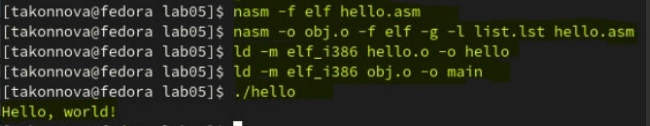 [takonnova@fedora lab05]$ nasm -f elf hello.asm
[takonnova@fedora lab05]$ nasm -o obj.o -f elf -g -l list.lst hello.asm
[takonnova@fedora lab05]$ ld -m elf_i386 hello.o -o hello
[takonnova@fedora lab05]$ ld -m elf_i386 obj.o -o main
[takonnova@fedora lab05]$ ./hello
Hello, world!